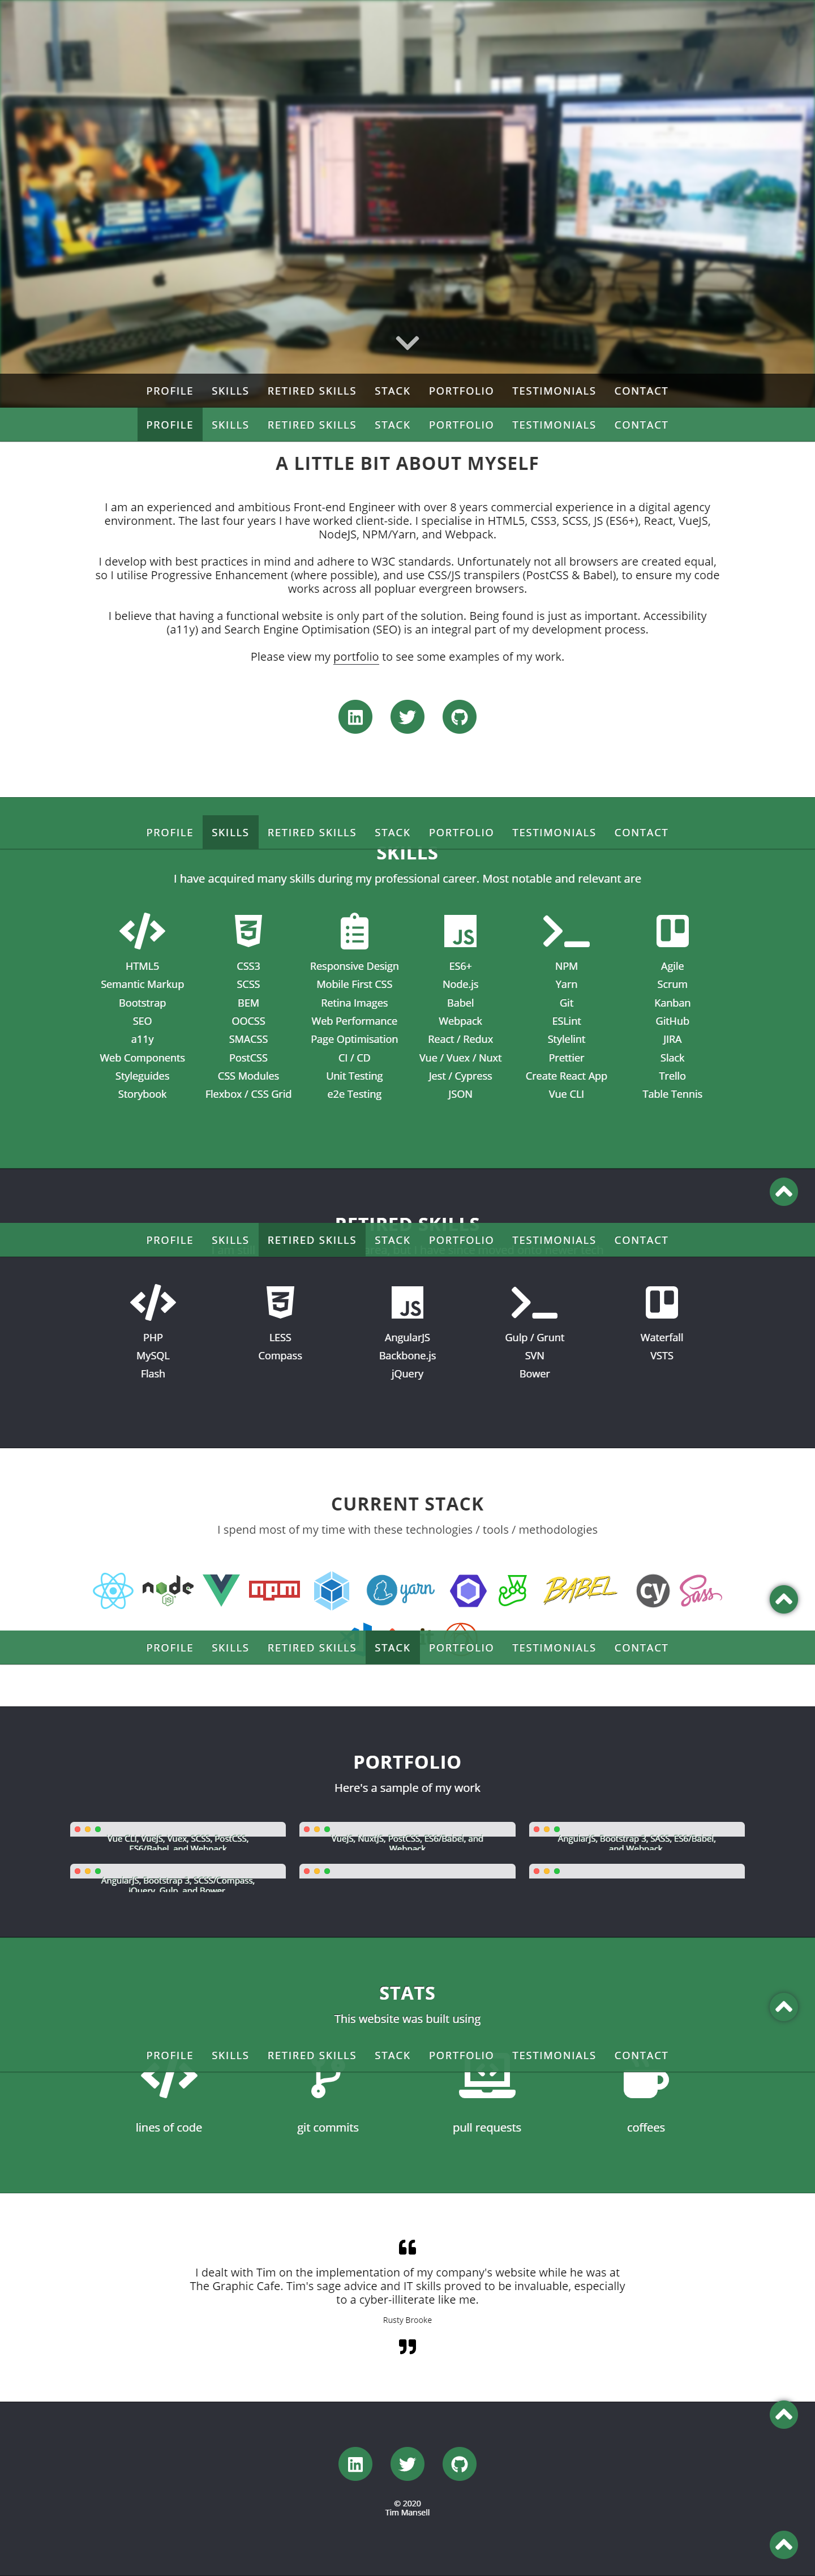 PROFILE SKILLS RETIRED SKILLS STACK PORTFOLIO TESTIMONIALS CONTACT
PROFILE SKILLS RETIRED SKILLS STACK PORTFOLIO TESTIMONIALS CONTACT
A LITTLE BIT ABOUT MYSELF
I am an experienced and ambitious Front-end Engineer with over 8 years commercial experience in a digital agency
environment. The last four years I have worked client-side. I specialise in HTML5, CSS3, SCSS, JS (ES6+), React, VueJS,
NodeJS, NPM/Yarn, and Webpack.
I develop with best practices in mind and adhere to W3C standards. Unfortunately not all browsers are created equal,
so I utilise Progressive Enhancement (where possible), and use CSS/JS transpilers (PostCSS & Babel), to ensure my code
works across all popluar evergreen browsers.
I believe that having a functional website is only part of the solution. Being found is just as important. Accessibility
(a11y) and Search Engine Optimisation (SEO) is an integral part of my development process.
Please view my portfolio to see some examples of my work.
in
PROFILE SKILLS RETIRED SKILLS STACK PORTFOLIO TESTIMONIALS CONTACT
SKILLS
I have acquired many skills during my professional career. Most notable and relevant are
JS
HTML5 CSS3 Responsive Design ES6+ NPM Agile
Semantic Markup SCSS Mobile First CSS Node.js Yarn Scrum
Bootstrap BEM Retina Images Babel Git Kanban
SEO OOCSS Web Performance Webpack ESLint GitHub
a11y SMACSS Page Optimisation React / Redux Stylelint JIRA
Web Components PostCSS CI / CD Vue / Vuex / Nuxt Prettier Slack
Styleguides CSS Modules Unit Testing Jest / Cypress Create React App Trello
Storybook Flexbox / CSS Grid e2e Testing JSON Vue CLI Table Tennis
RETIRED SKILLS
PROFILE SKILLS RETIRED SKILLS STACK PORTFOLIO TESTIMONIALS CONTACT
JS
PHP LESS AngularJS Gulp / Grunt Waterfall
MySQL Compass Backbone.js SVN VSTS
Flash jQuery Bower
CURRENT STACK
I spend most of my time with these technologies / tools / methodologies
node JS npm yarn BABEL cy Sass
PROFILE SKILLS RETIRED SKILLS STACK PORTFOLIO TESTIMONIALS CONTACT
PORTFOLIO
Here's a sample of my work
Vue CLI, VueJS, Vuex, SCSS, PostCSS, VueJS, NuxtJS, PostCSS, ES6/Babel, and AngularJS, Bootstrap 3, SASS, ES6/Babel,
ES6/Babel, and Webpack Webpack and Webpack
AngularJS, Bootstrap 3, SCSS/Compass,
jQuery, Gulp, and Bower
STATS
This website was built using
PROFILE SKILLS RETIRED SKILLS STACK PORTFOLIO TESTIMONIALS CONTACT
lines of code git commits pull requests coffees
I dealt with Tim on the implementation of my company's website while he was at
The Graphic Cafe. Tim's sage advice and IT skills proved to be invaluable, especially
to a cyber-illiterate like me.
Rusty Brooke
in
© 2020
Tim Mansell